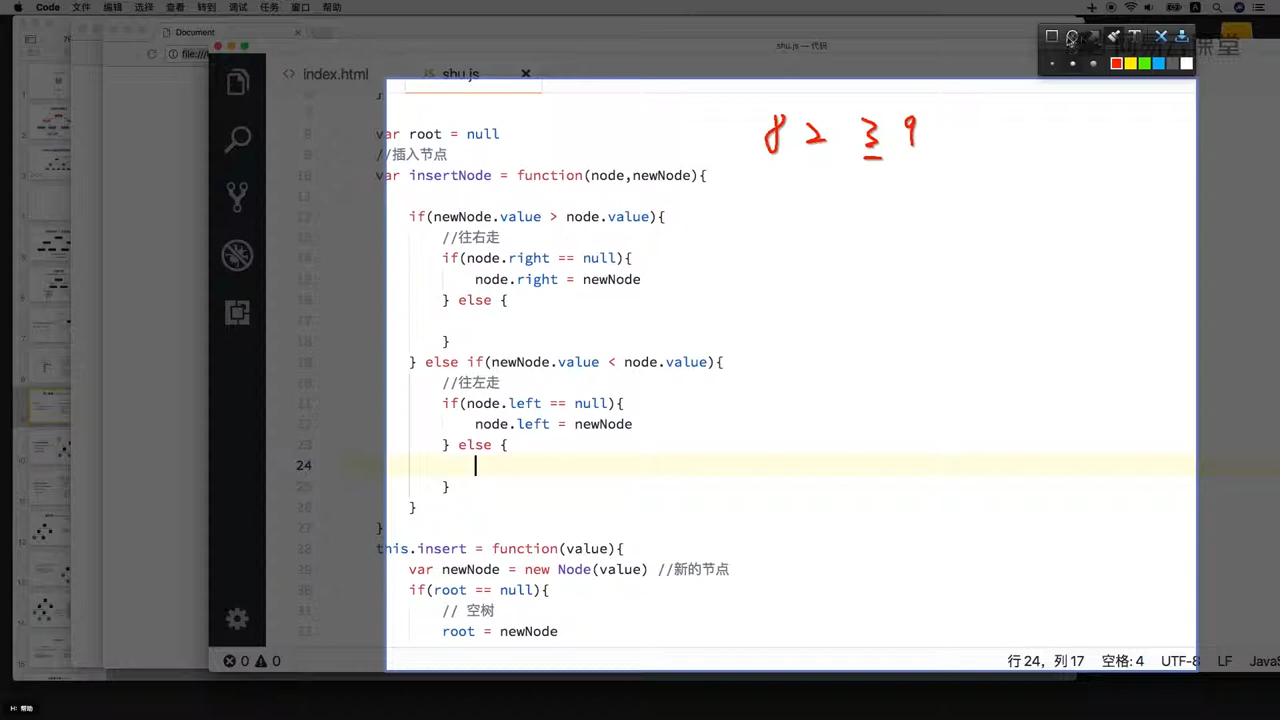 Code 文件 编辑 选择 查看 转到 调试 任务 窗口 帮助
Document
file:///
shu.js — 代码
index.html
JS shu.js
8 2 3 9
var root = null
//插入节点
var insertNode = function(node,newNode){
if(newNode.value > node.value){
//往右走
if(node.right == null){
node.right = newNode
} else {
}
} else if(newNode.value < node.value){
//往左走
if(node.left == null){
node.left = newNode
} else {
24
}
}
}
this.insert = function(value){
var newNode = new Node(value) //新的节点
if(root == null){
// 空树
root = newNode
0 0
行 24，列 17 空格: 4 UTF-8 LF JavaS
H: 帮助